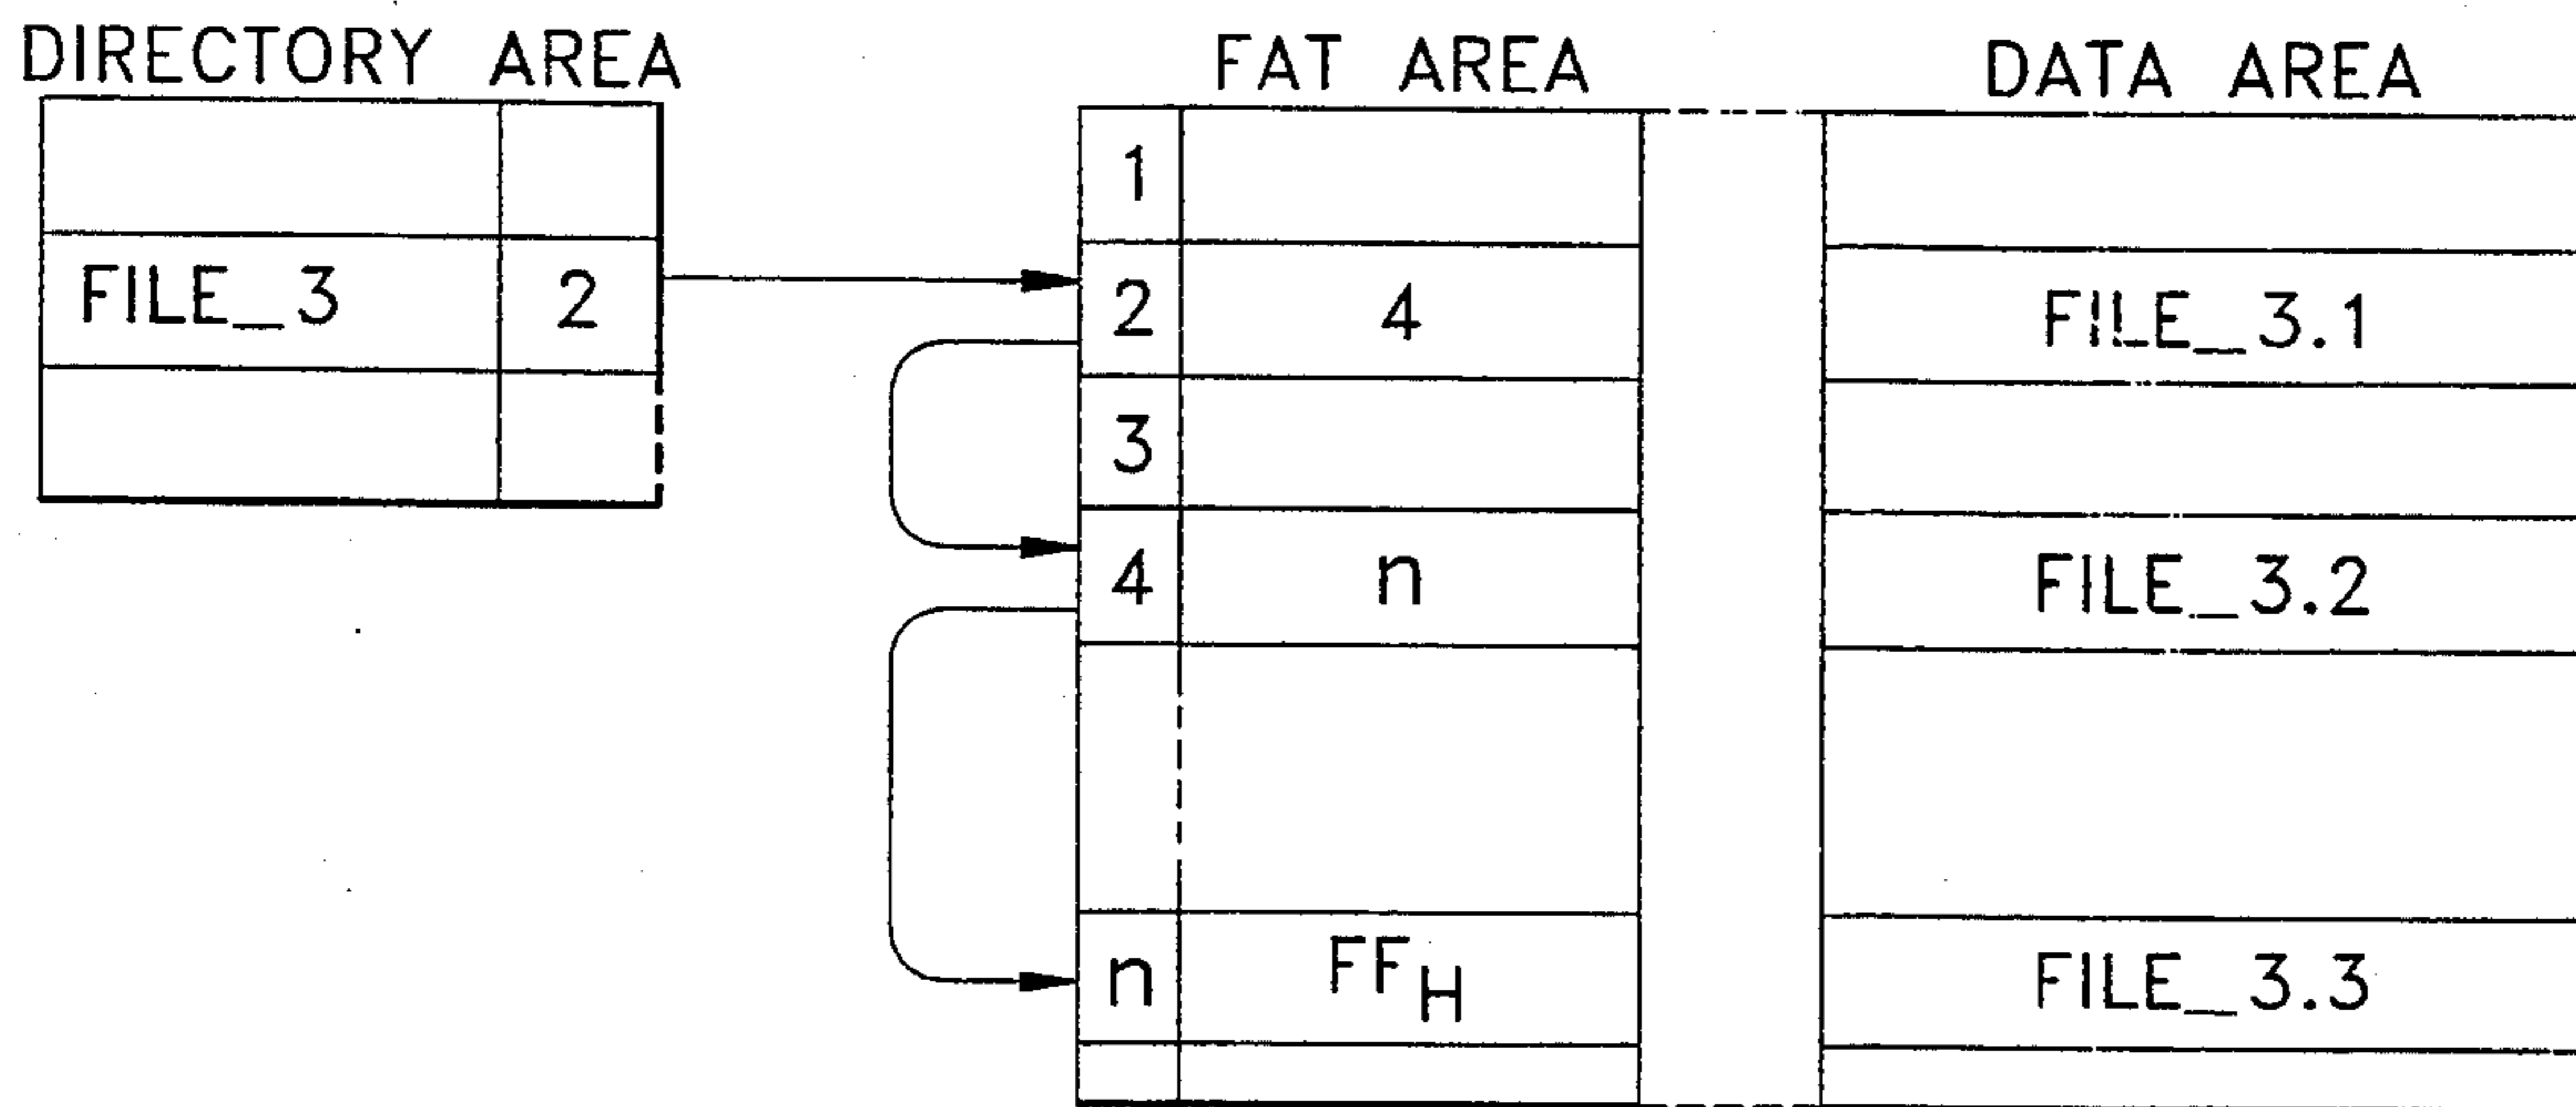 DIRECTORY AREA
FILE_3 2
FAT AREA
1
2 4
3
4 n
n FF_H
DATA AREA
FILE_3.1
FILE_3.2
FILE_3.3